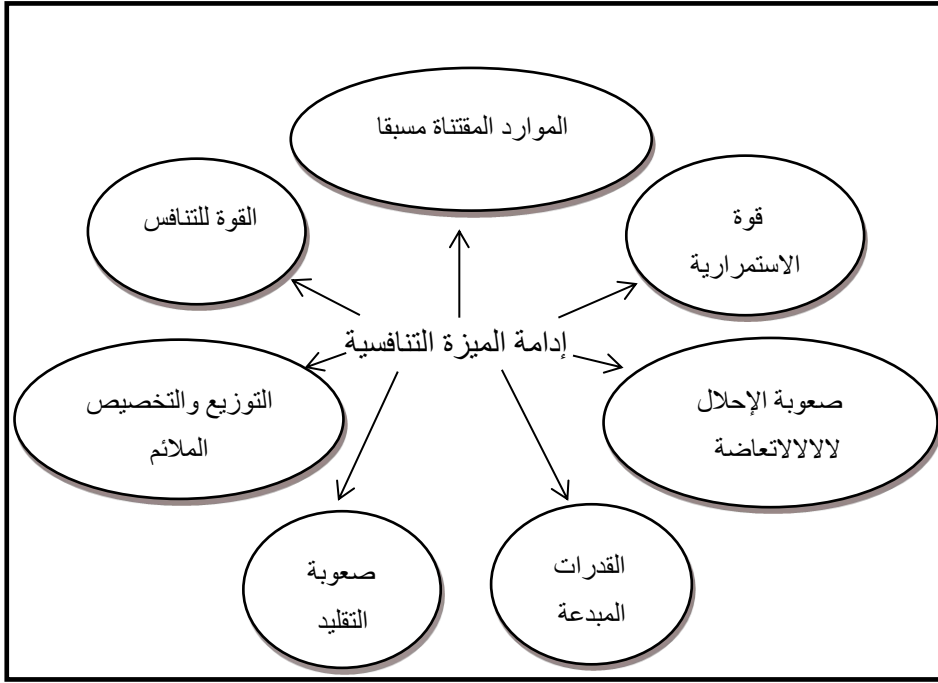 الموارد المقتناة مسبقا
قوة
الاستمرارية
القوة للتنافس
إدامة الميزة التنافسية
صعوبة الإحلال
لالالالاتعاضة
التوزيع والتخصيص
الملائم
القدرات
المبدعة
صعوبة
التقليد